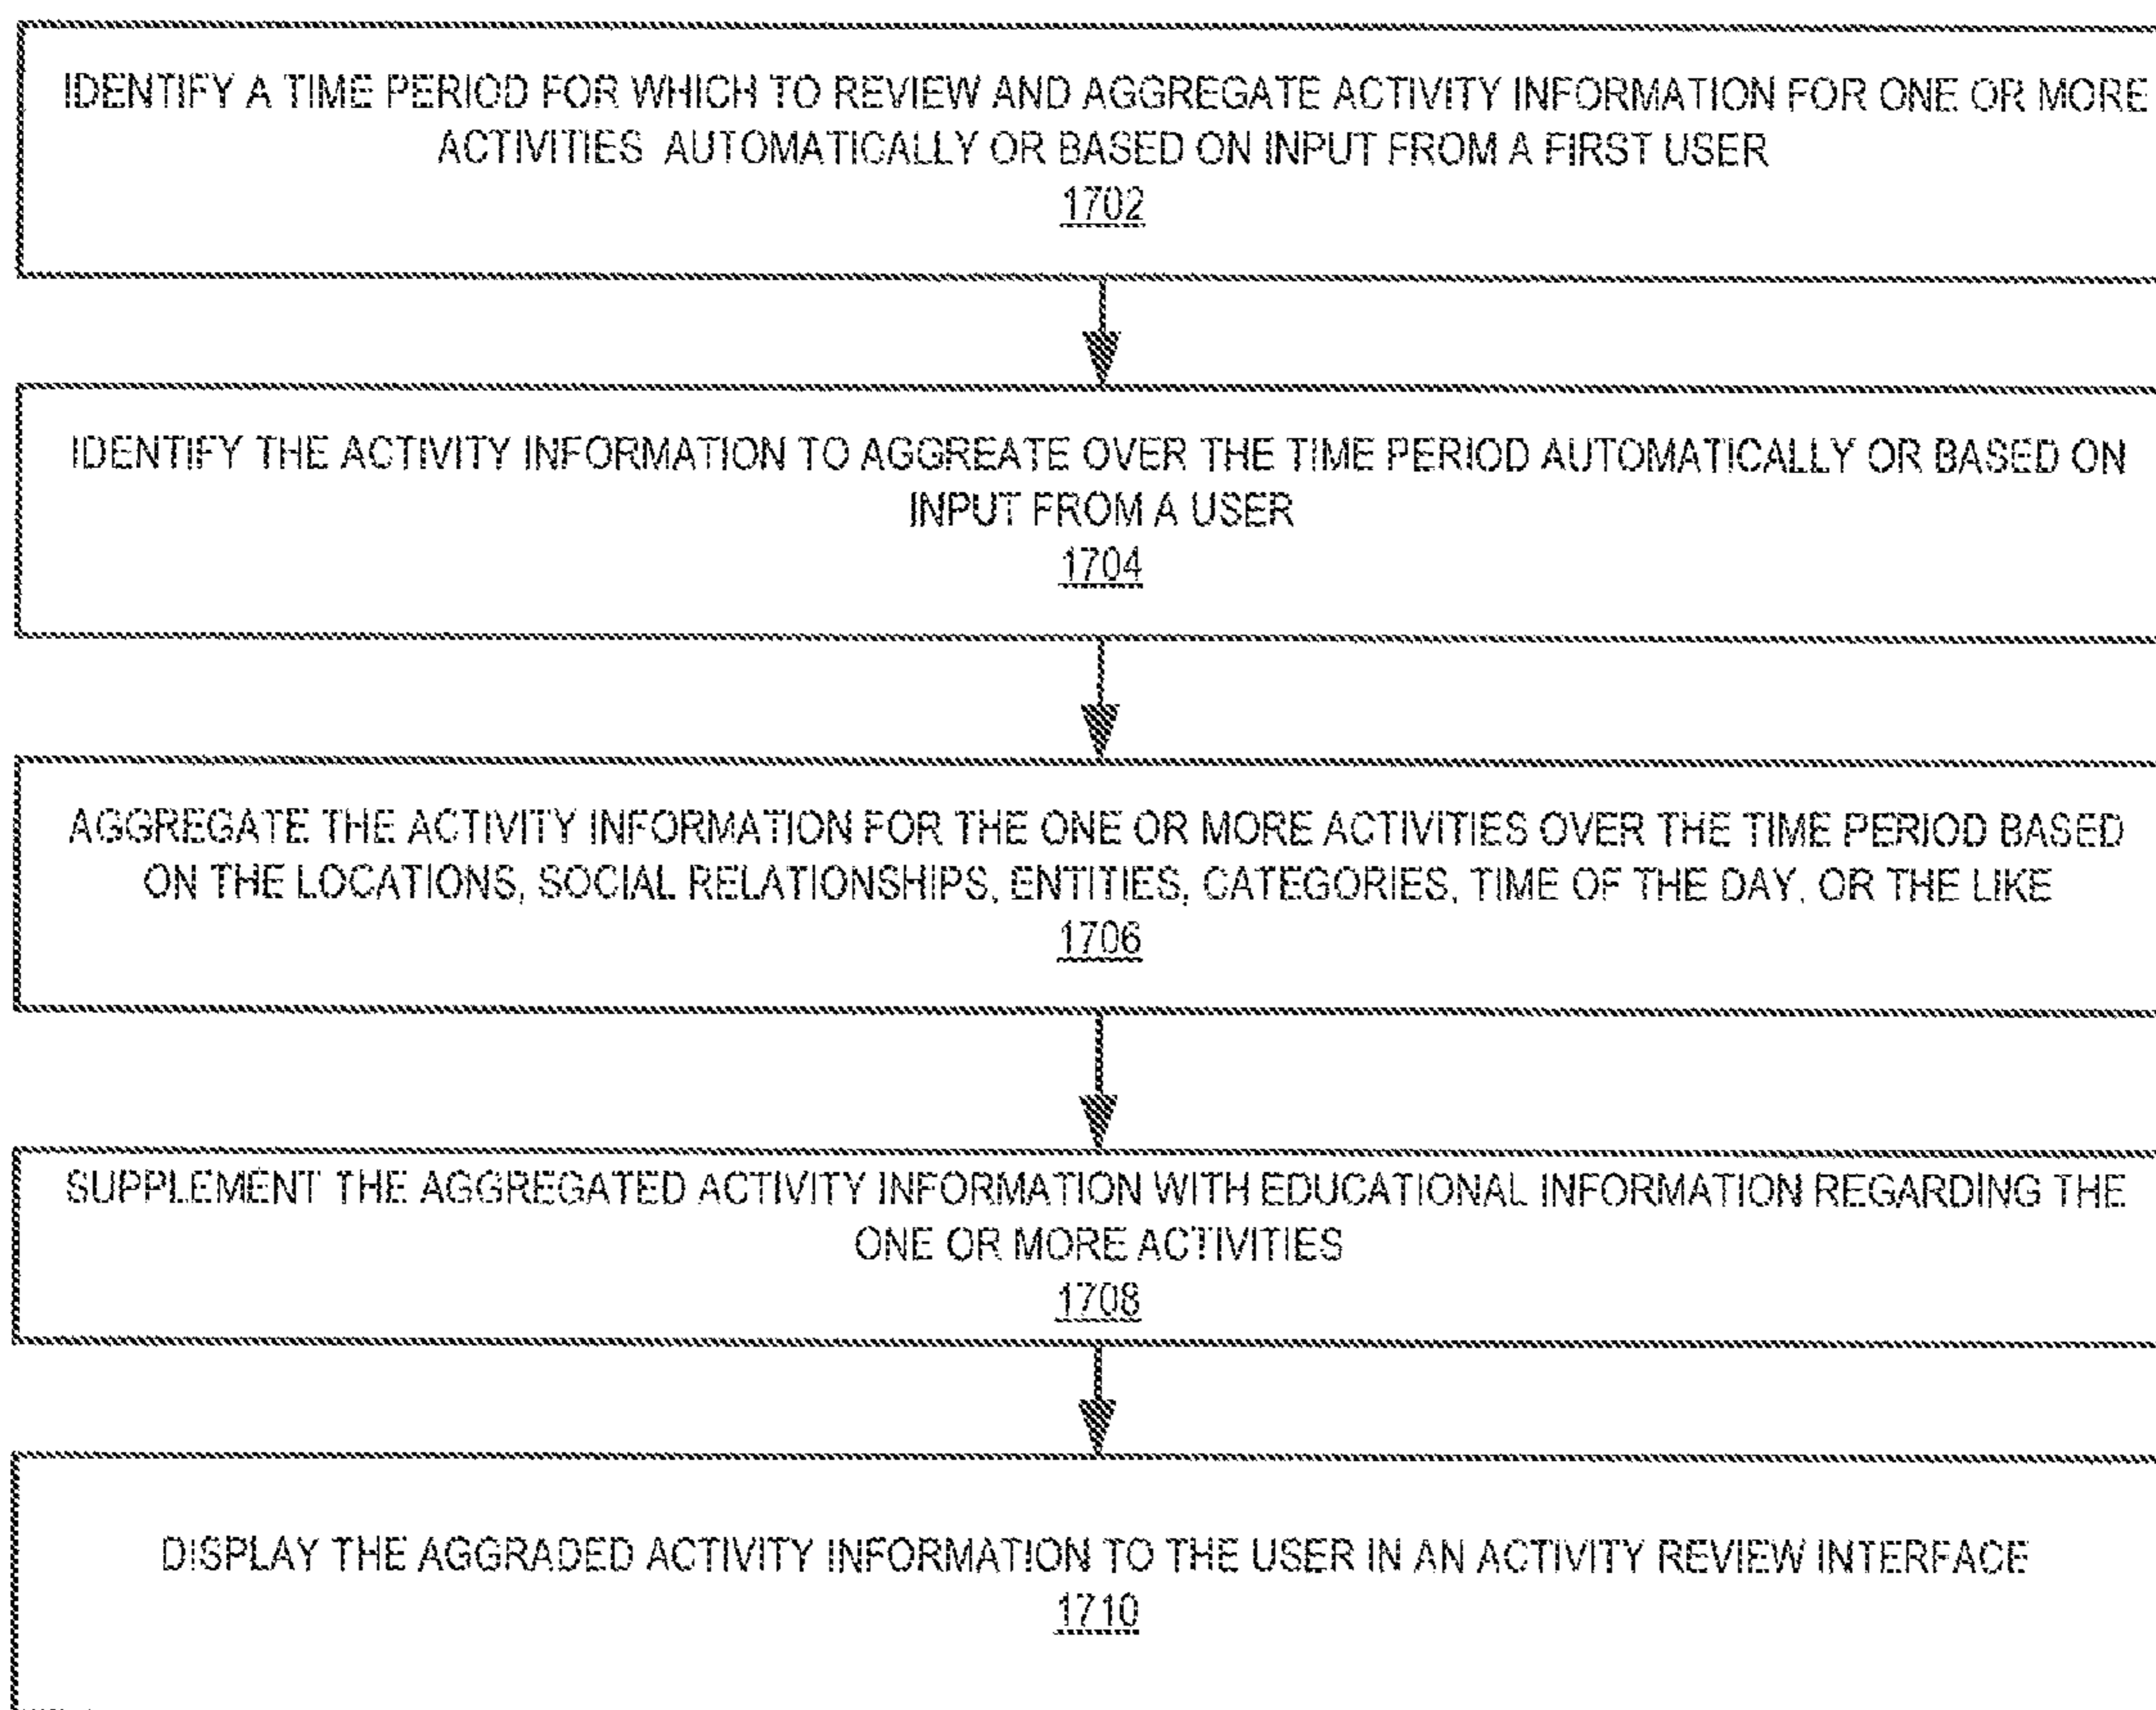 IDENTIFY A TIME PERIOD FOR WHICH TO REVIEW AND AGGREGATE ACTIVITY INFORMATION FOR ONE OR MORE
ACTIVITIES AUTOMATICALLY OR BASED ON INPUT FROM A FIRST USER
1702
IDENTIFY THE ACTIVITY INFORMATION TO AGGREATE OVER THE TIME PERIOD AUTOMATICALLY OR BASED ON
INPUT FROM A USER
1704
AGGREGATE THE ACTIVITY INFORMATION FOR THE ONE OR MORE ACTIVITIES OVER THE TIME PERIOD BASED
ON THE LOCATIONS, SOCIAL RELATIONSHIPS, ENTITIES, CATEGORIES, TIME OF THE DAY, OR THE LIKE
1706
SUPPLEMENT THE AGGREGATED ACTIVITY INFORMATION WITH EDUCATIONAL INFORMATION REGARDING THE
ONE OR MORE ACTIVITIES
1708
DISPLAY THE AGGRADED ACTIVITY INFORMATION TO THE USER IN AN ACTIVITY REVIEW INTERFACE
1710